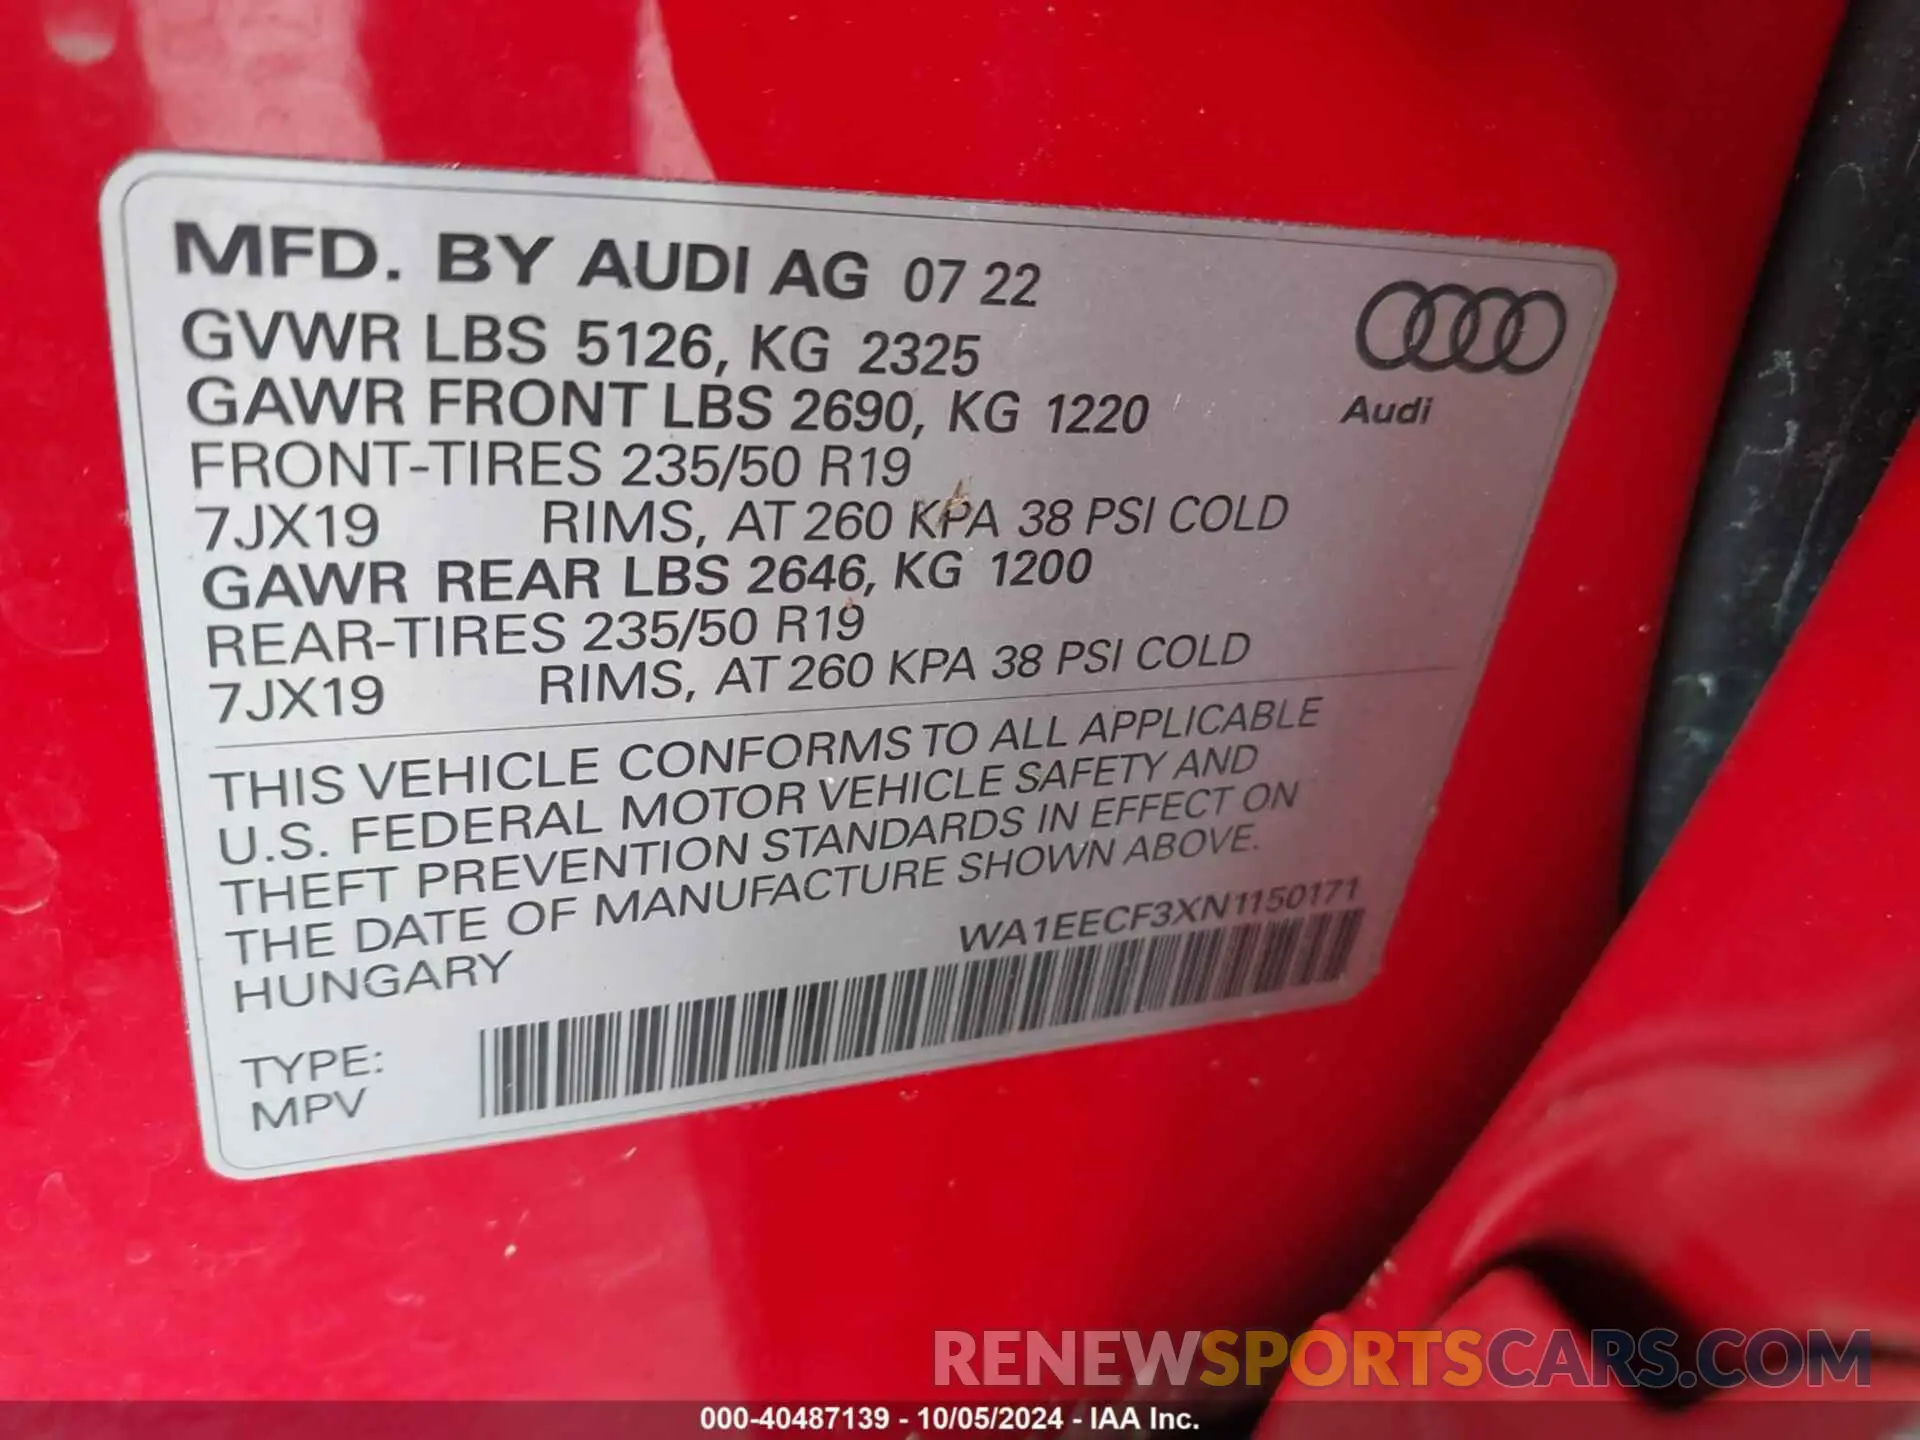 MFD. BY AUDI AG 07 22
GVWR LBS 5126, KG 2325
GAWR FRONT LBS 2690, KG 1220
Audi
FRONT-TIRES 235/50 R19
7JX19 RIMS, AT 260 KPA 38 PSI COLD
GAWR REAR LBS 2646, KG 1200
REAR-TIRES 235/50 R19
7JX19 RIMS, AT 260 KPA 38 PSI COLD
THIS VEHICLE CONFORMS TO ALL APPLICABLE
U.S. FEDERAL MOTOR VEHICLE SAFETY AND
THEFT PREVENTION STANDARDS IN EFFECT ON
THE DATE OF MANUFACTURE SHOWN ABOVE.
HUNGARY WA1EECF3XN1150171
TYPE:
MPV
RENEWSPORTSCARS.COM
000-40487139 - 10/05/2024 - IAA Inc.